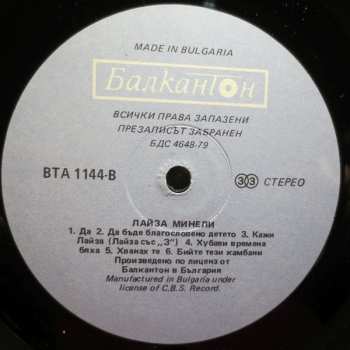 MADE IN BULGARIA
Балкантон
ВСИЧКИ ПРАВА ЗАПАЗЕНИ
ПРЕЗАПИСЪТ ЗАБРАНЕН
БДС 4648-79
ВТА 1144-В
33 СТЕРЕО
ЛАЙЗА МИНЕЛИ
1. Да 2. Да бъде благословено детето 3. Кажи
Лайза (Лайза със „З") 4. Хубави времена
бяха 5. Хванах те 6. Бийте тези камбани
Произведено по лиценз от
Балкантон в България
Manufactured in Bulgaria under
license of C.B.S. Record.